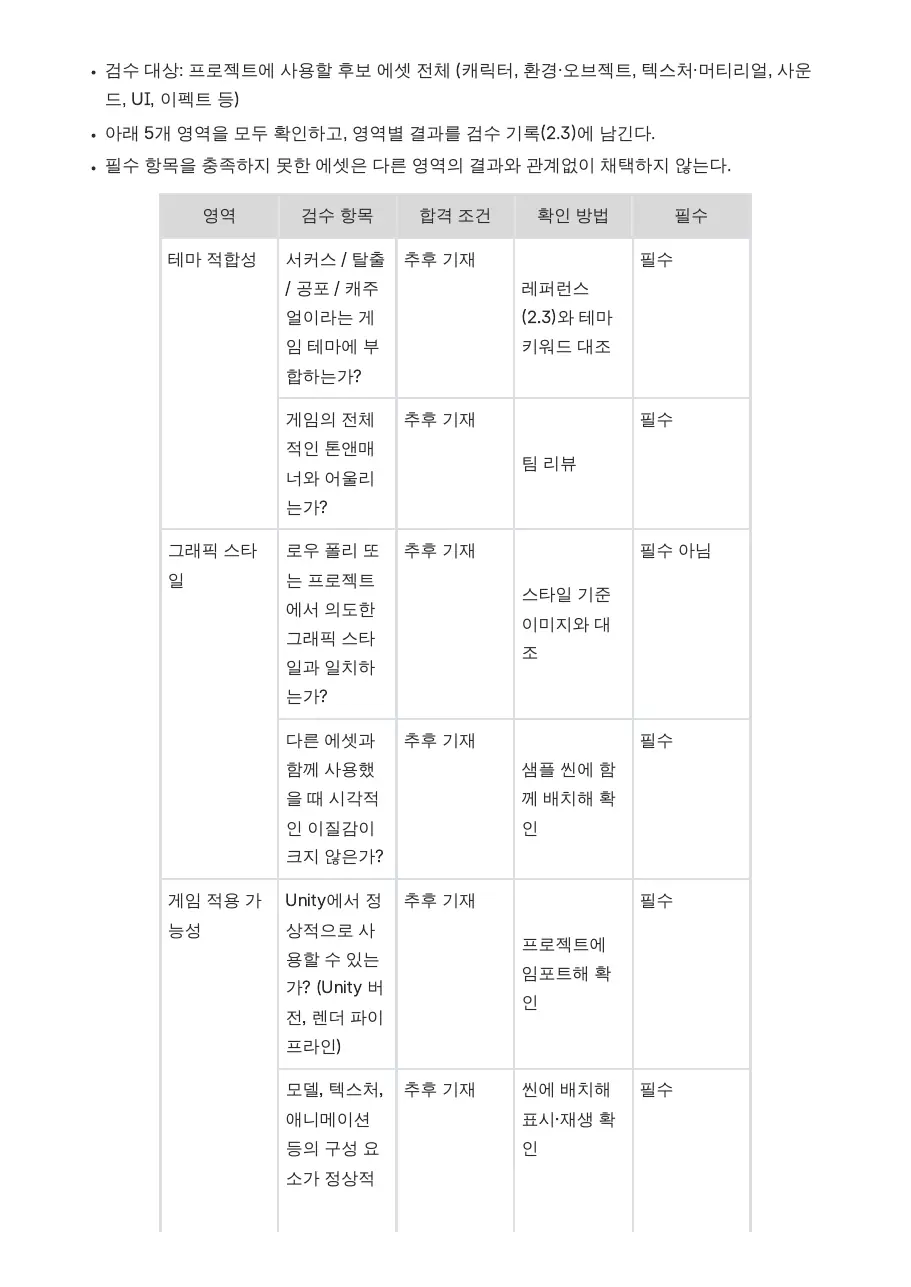 • 검수 대상: 프로젝트에 사용할 후보 에셋 전체 (캐릭터, 환경·오브젝트, 텍스처·머티리얼, 사운
드, UI, 이펙트 등)
• 아래 5개 영역을 모두 확인하고, 영역별 결과를 검수 기록(2.3)에 남긴다.
• 필수 항목을 충족하지 못한 에셋은 다른 영역의 결과와 관계없이 채택하지 않는다.
영역 검수 항목 합격 조건 확인 방법 필수
테마 적합성
서커스 / 탈출
/ 공포 / 캐주
얼이라는 게
임 테마에 부
합하는가?
추후 기재
레퍼런스
(2.3)와 테마
키워드 대조
필수
게임의 전체
적인 톤앤매
너와 어울리
는가?
추후 기재
팀 리뷰
필수
그래픽 스타
일
로우 폴리 또
는 프로젝트
에서 의도한
그래픽 스타
일과 일치하
는가?
추후 기재
스타일 기준
이미지와 대
조
필수 아님
다른 에셋과
함께 사용했
을 때 시각적
인 이질감이
크지 않은가?
추후 기재
샘플 씬에 함
께 배치해 확
인
필수
게임 적용 가
능성
Unity에서 정
상적으로 사
용할 수 있는
가? (Unity 버
전, 렌더 파이
프라인)
추후 기재
프로젝트에
임포트해 확
인
필수
모델, 텍스처,
애니메이션
등의 구성 요
소가 정상적
추후 기재
씬에 배치해
표시·재생 확
인
필수